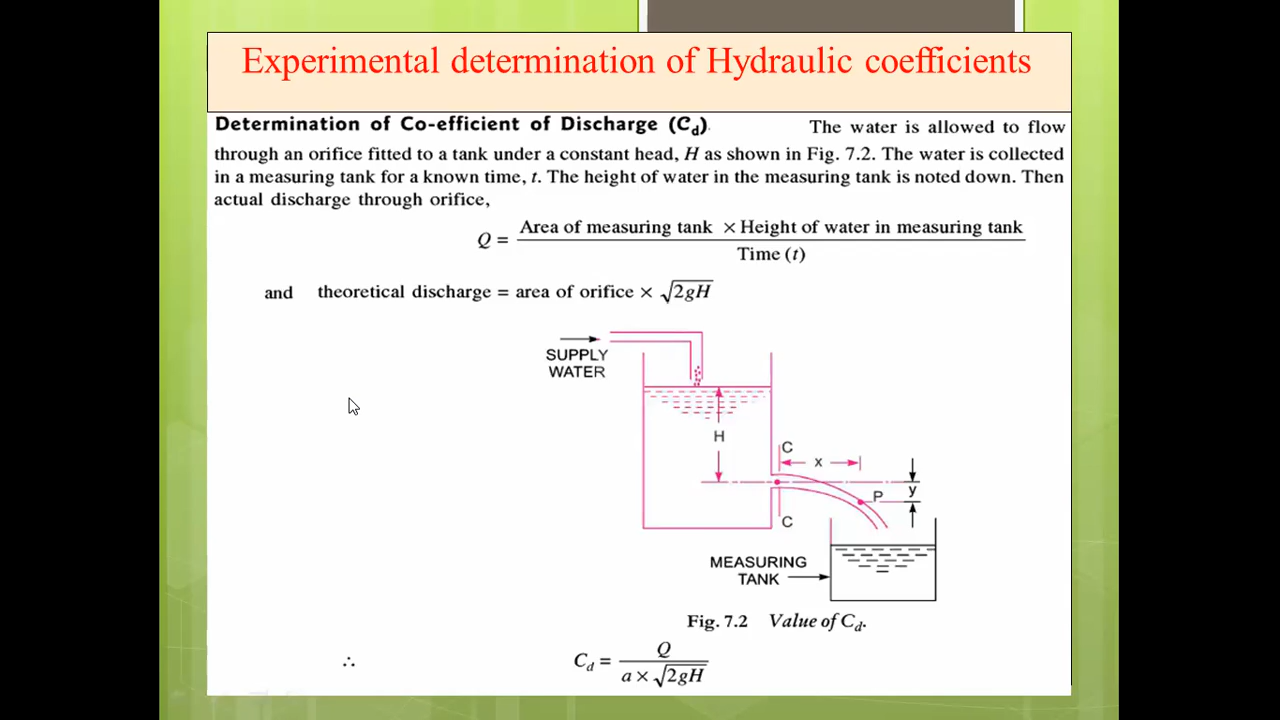 Experimental determination of Hydraulic coefficients
Determination of Co-efficient of Discharge (C_d). The water is allowed to flow
through an orifice fitted to a tank under a constant head, H as shown in Fig. 7.2. The water is collected
in a measuring tank for a known time, t. The height of water in the measuring tank is noted down. Then
actual discharge through orifice,
Q = Area of measuring tank × Height of water in measuring tank / Time (t)
and theoretical discharge = area of orifice × √2gH
SUPPLY
WATER
H
C
x
P
y
C
MEASURING
TANK
Fig. 7.2 Value of C_d.
∴ C_d = Q / a × √2gH